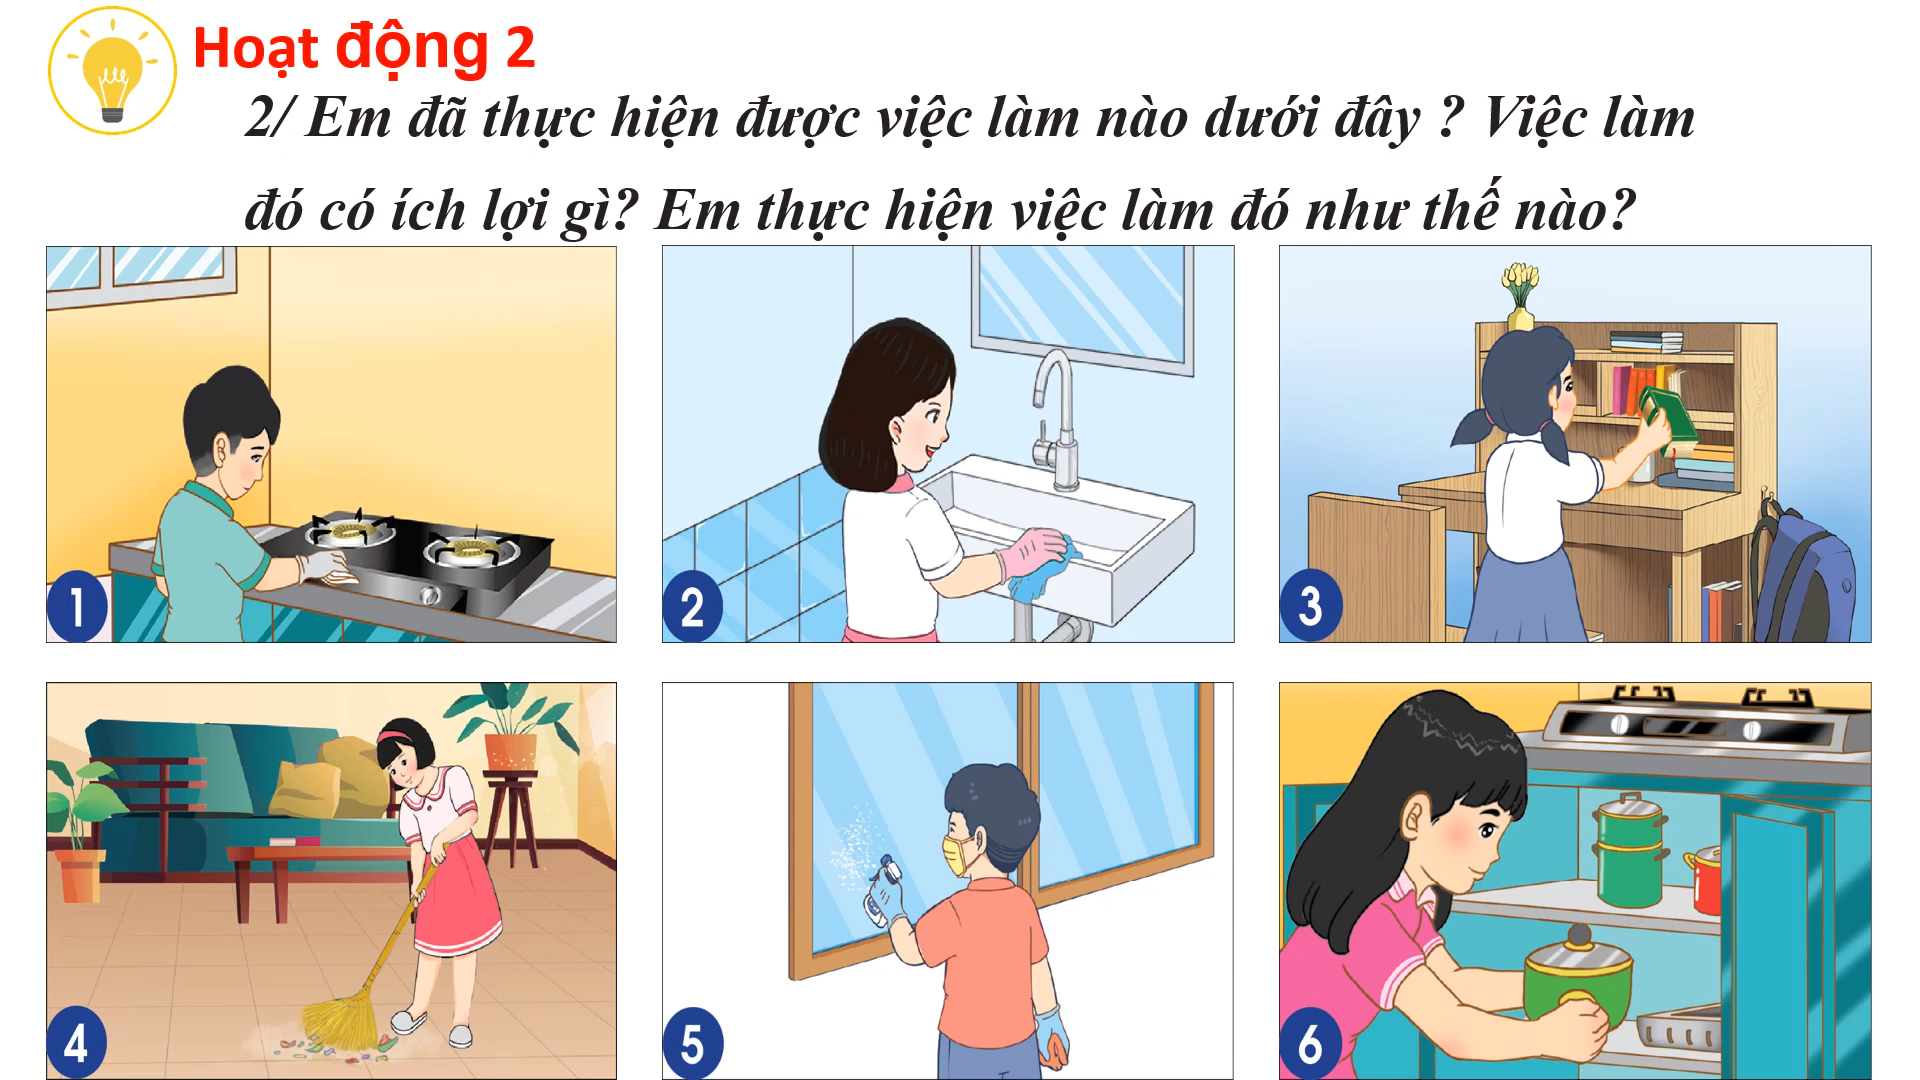 Hoạt động 2
2/ Em đã thực hiện được việc làm nào dưới đây ? Việc làm
đó có ích lợi gì? Em thực hiện việc làm đó như thế nào?
1
2
3
4
5
6